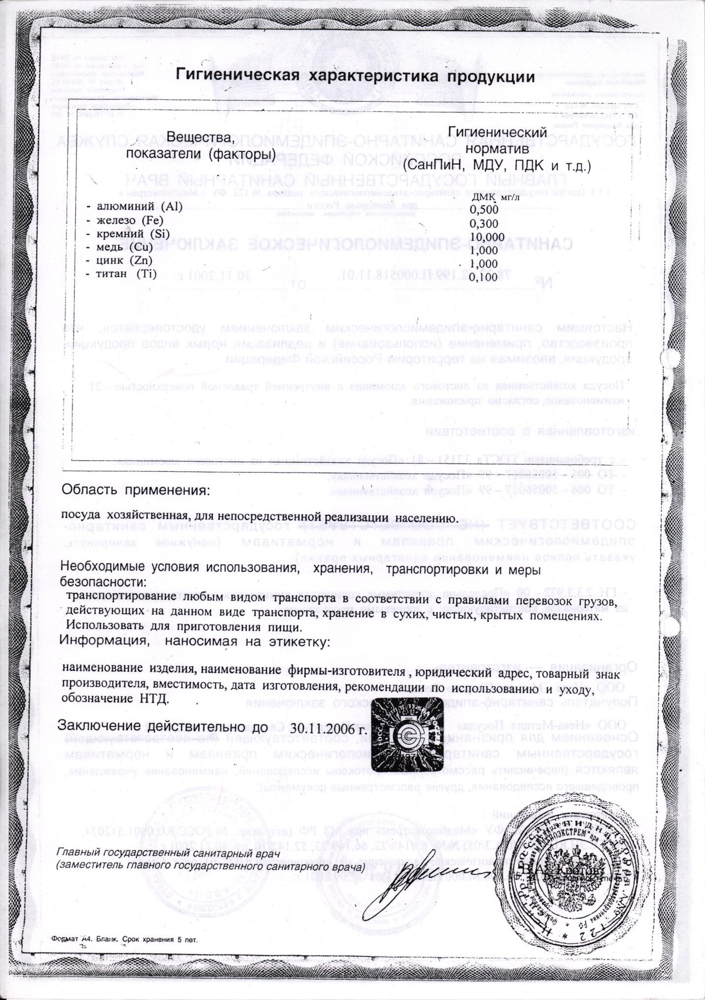 Гигиеническая характеристика продукции
Вещества,
показатели (факторы)
Гигиенический
норматив
(СанПиН, МДУ, ПДК и т.д.)
ДМК мг/л
- алюминий (Al) 0,500
- железо (Fe) 0,300
- кремний (Si) 10,000
- медь (Cu) 1,000
- цинк (Zn) 1,000
- титан (Ti) 0,100
Область применения:
посуда хозяйственная, для непосредственной реализации населению.
Необходимые условия использования, хранения, транспортировки и меры
безопасности:
транспортирование любым видом транспорта в соответствии с правилами перевозок грузов,
действующих на данном виде транспорта, хранение в сухих, чистых, крытых помещениях.
Использовать для приготовления пищи.
Информация, наносимая на этикетку:
наименование изделия, наименование фирмы-изготовителя , юридический адрес, товарный знак
производителя, вместимость, дата изготовления, рекомендации по использованию и уходу,
обозначение НТД.
Заключение действительно до 30.11.2006 г.
Главный государственный санитарный врач
(заместитель главного государственного санитарного врача)
Кротов
Формат А4. Бланк. Срок хранения 5 лет.